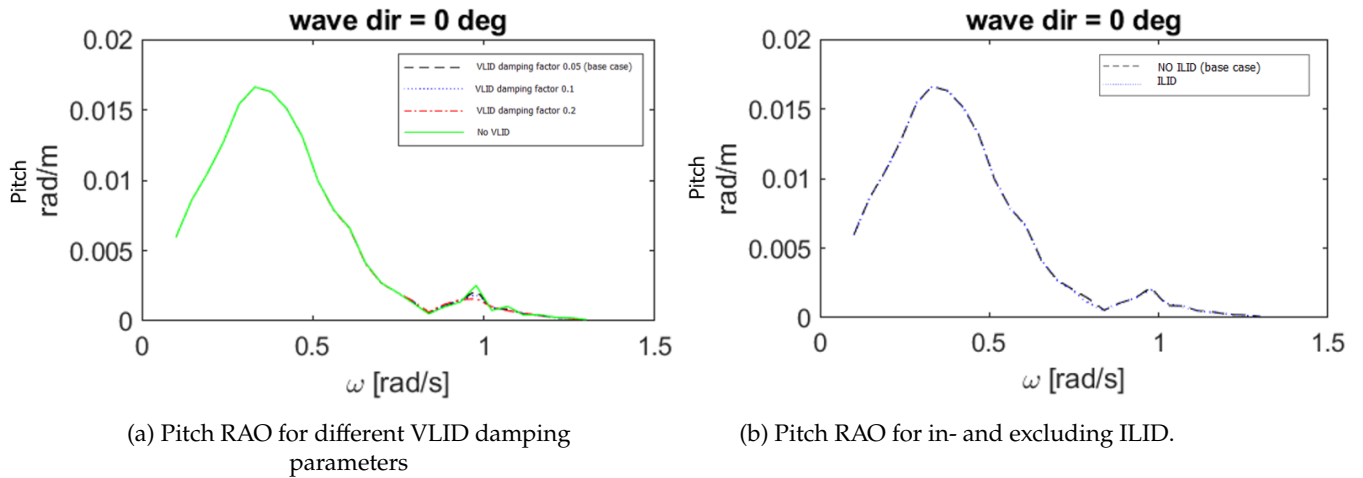 wave dir = 0 deg
0.02
0.015
0.01
0.005
0
Pitch
rad/m
VLID damping factor 0.05 (base case)
VLID damping factor 0.1
VLID damping factor 0.2
No VLID
0
0.5
1
1.5
ω [rad/s]
(a) Pitch RAO for different VLID damping
parameters
wave dir = 0 deg
0.02
0.015
0.01
0.005
0
Pitch
rad/m
NO ILID (base case)
ILID
0
0.5
1
1.5
ω [rad/s]
(b) Pitch RAO for in- and excluding ILID.